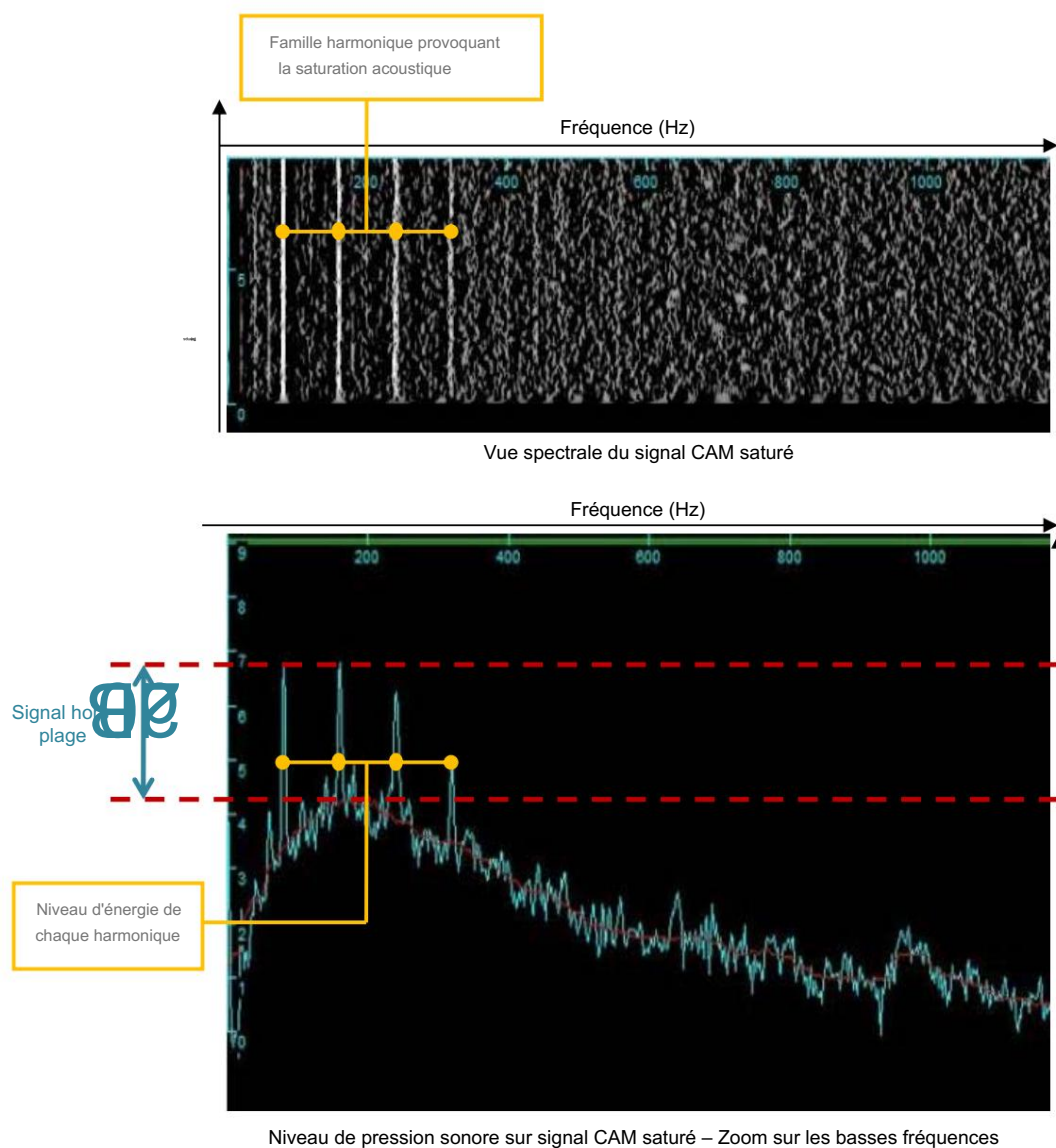 Famille harmonique provoquant
la saturation acoustique
Fréquence (Hz)
200 400 600 800 1000
5
0
Vue spectrale du signal CAM saturé
Fréquence (Hz)
9
200 400 600 800 1000
8
7
6
Signal ho
plage
5
4
3
Niveau d'énergie de
chaque harmonique
2
1
0
Niveau de pression sonore sur signal CAM saturé – Zoom sur les basses fréquences